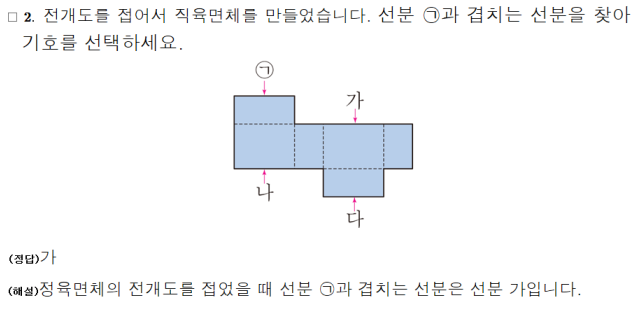 □ 2. 전개도를 접어서 직육면체를 만들었습니다. 선분 ㉠과 겹치는 선분을 찾아
기호를 선택하세요.
㉠
가
나
다
(정답)가
(해설)정육면체의 전개도를 접었을 때 선분 ㉠과 겹치는 선분은 선분 가입니다.